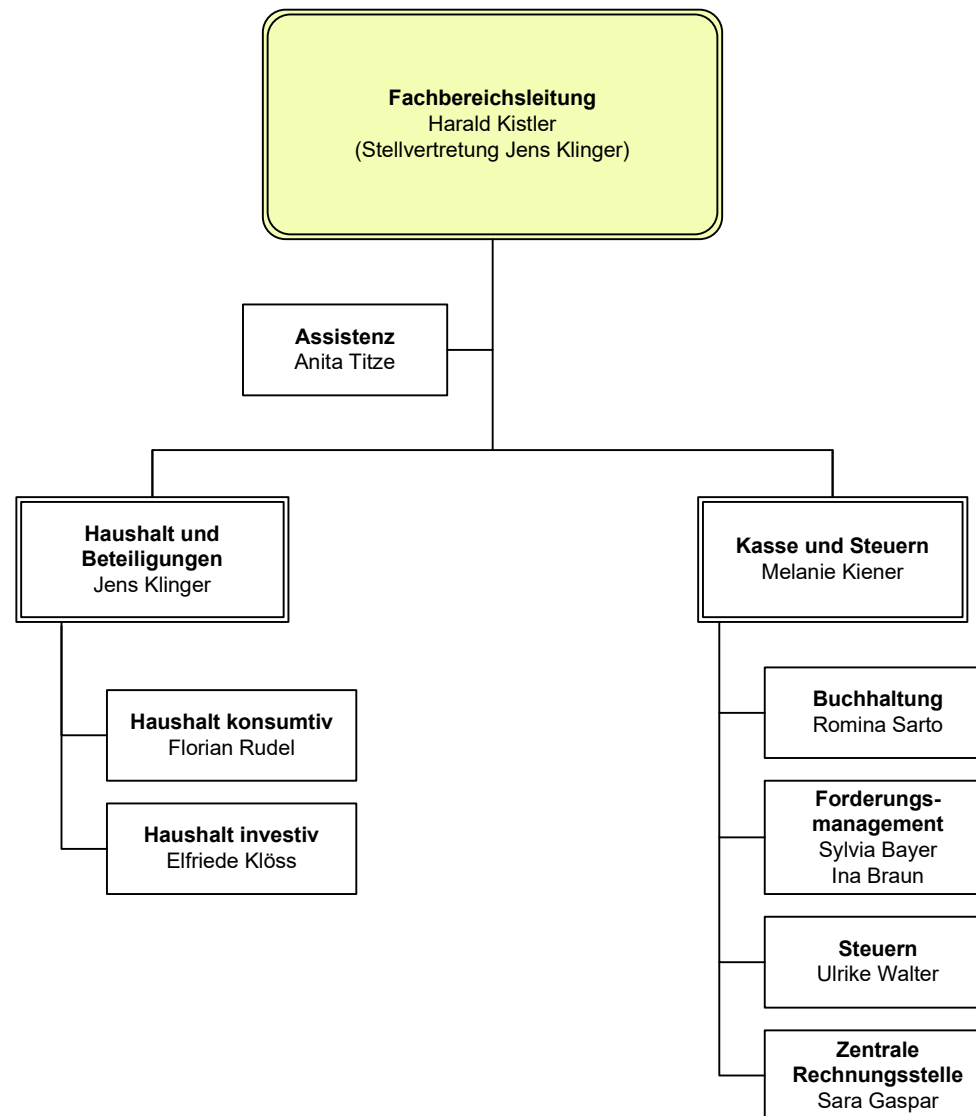 Fachbereichsleitung
Harald Kistler
(Stellvertretung Jens Klinger)
Assistenz
Anita Titze
Haushalt und
Beteiligungen
Jens Klinger
Haushalt konsumtiv
Florian Rudel
Haushalt investiv
Elfriede Klöss
Kasse und Steuern
Melanie Kiener
Buchhaltung
Romina Sarto
Forderungs-
management
Sylvia Bayer
Ina Braun
Steuern
Ulrike Walter
Zentrale
Rechnungsstelle
Sara Gaspar